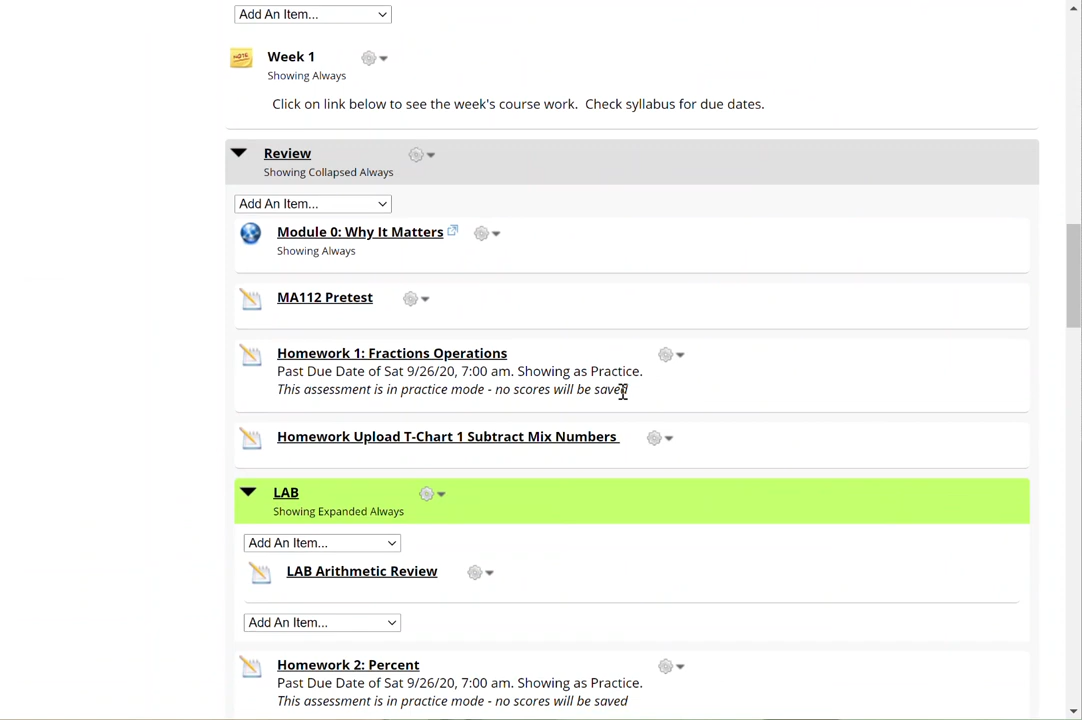 Add An Item...
NOTE
Week 1
Showing Always
Click on link below to see the week's course work. Check syllabus for due dates.
Review
Showing Collapsed Always
Add An Item...
Module 0: Why It Matters
Showing Always
MA112 Pretest
Homework 1: Fractions Operations
Past Due Date of Sat 9/26/20, 7:00 am. Showing as Practice.
This assessment is in practice mode - no scores will be saved
Homework Upload T-Chart 1 Subtract Mix Numbers
LAB
Showing Expanded Always
Add An Item...
LAB Arithmetic Review
Add An Item...
Homework 2: Percent
Past Due Date of Sat 9/26/20, 7:00 am. Showing as Practice.
This assessment is in practice mode - no scores will be saved